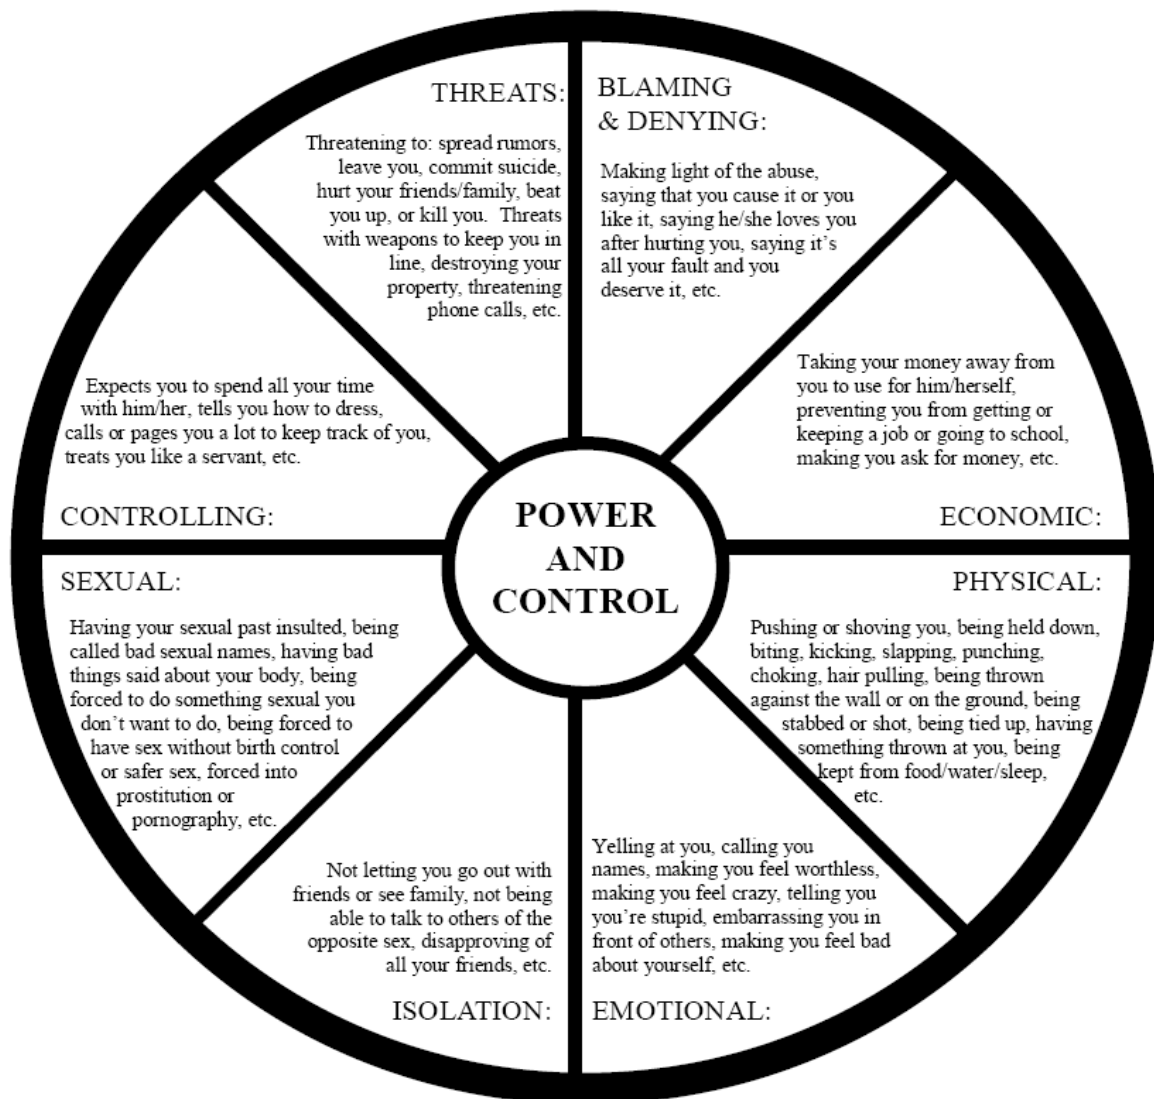 THREATS:
Threatening to: spread rumors,
leave you, commit suicide,
hurt your friends/family, beat
you up, or kill you.  Threats
with weapons to keep you in
line, destroying your
property, threatening
phone calls, etc.
BLAMING
& DENYING:
Making light of the abuse,
saying that you cause it or you
like it, saying he/she loves you
after hurting you, saying it's
all your fault and you
deserve it, etc.
Expects you to spend all your time
with him/her, tells you how to dress,
calls or pages you a lot to keep track of you,
treats you like a servant, etc.
CONTROLLING:
Taking your money away from
you to use for him/herself,
preventing you from getting or
keeping a job or going to school,
making you ask for money, etc.
ECONOMIC:
POWER
AND
CONTROL
SEXUAL:
Having your sexual past insulted, being
called bad sexual names, having bad
things said about your body, being
forced to do something sexual you
don't want to do, being forced to
have sex without birth control
or safer sex, forced into
prostitution or
pornography, etc.
PHYSICAL:
Pushing or shoving you, being held down,
biting, kicking, slapping, punching,
choking, hair pulling, being thrown
against the wall or on the ground, being
stabbed or shot, being tied up, having
something thrown at you, being
kept from food/water/sleep,
etc.
Not letting you go out with
friends or see family, not being
able to talk to others of the
opposite sex, disapproving of
all your friends, etc.
ISOLATION:
Yelling at you, calling you
names, making you feel worthless,
making you feel crazy, telling you
you're stupid, embarrassing you in
front of others, making you feel bad
about yourself, etc.
EMOTIONAL: